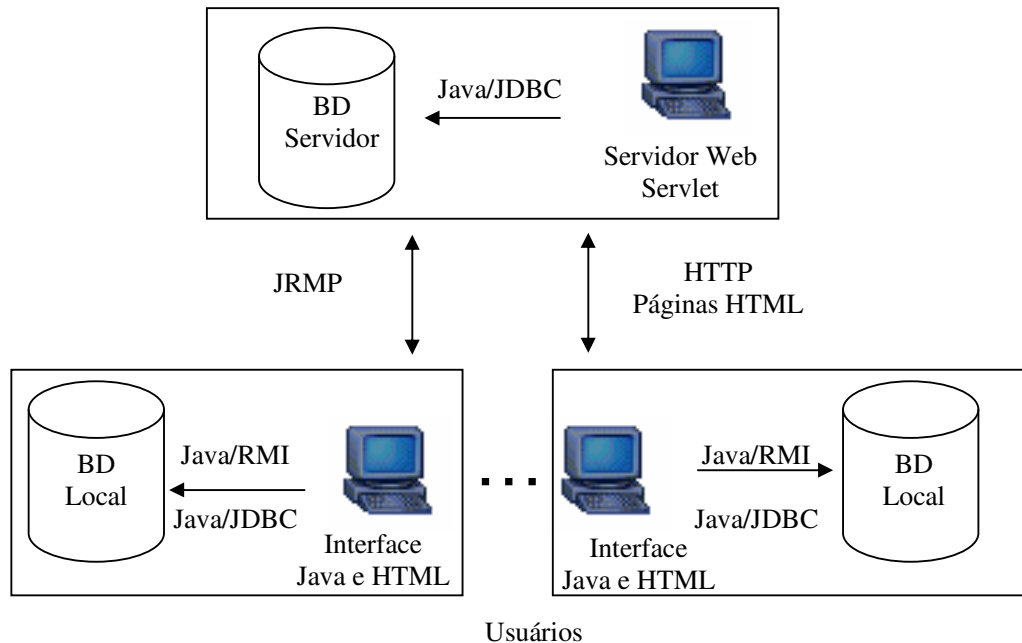 BD
Servidor
Java/JDBC
Servidor Web
Servlet
JRMP
HTTP
Páginas HTML
BD
Local
Java/RMI
Java/JDBC
Interface
Java e HTML
...
Interface
Java e HTML
Java/RMI
Java/JDBC
BD
Local
Usuários